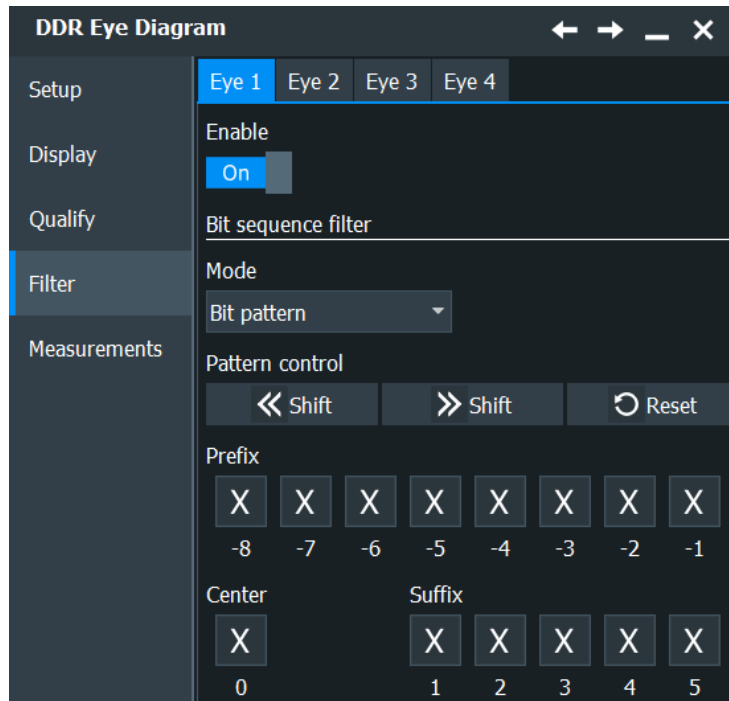 DDR Eye Diagram
Setup
Display
Qualify
Filter
Measurements
Eye 1 Eye 2 Eye 3 Eye 4
Enable
On
Bit sequence filter
Mode
Bit pattern
Pattern control
Shift Shift Reset
Prefix
X X X X X X X X
-8 -7 -6 -5 -4 -3 -2 -1
Center Suffix
X X X X X X
0 1 2 3 4 5